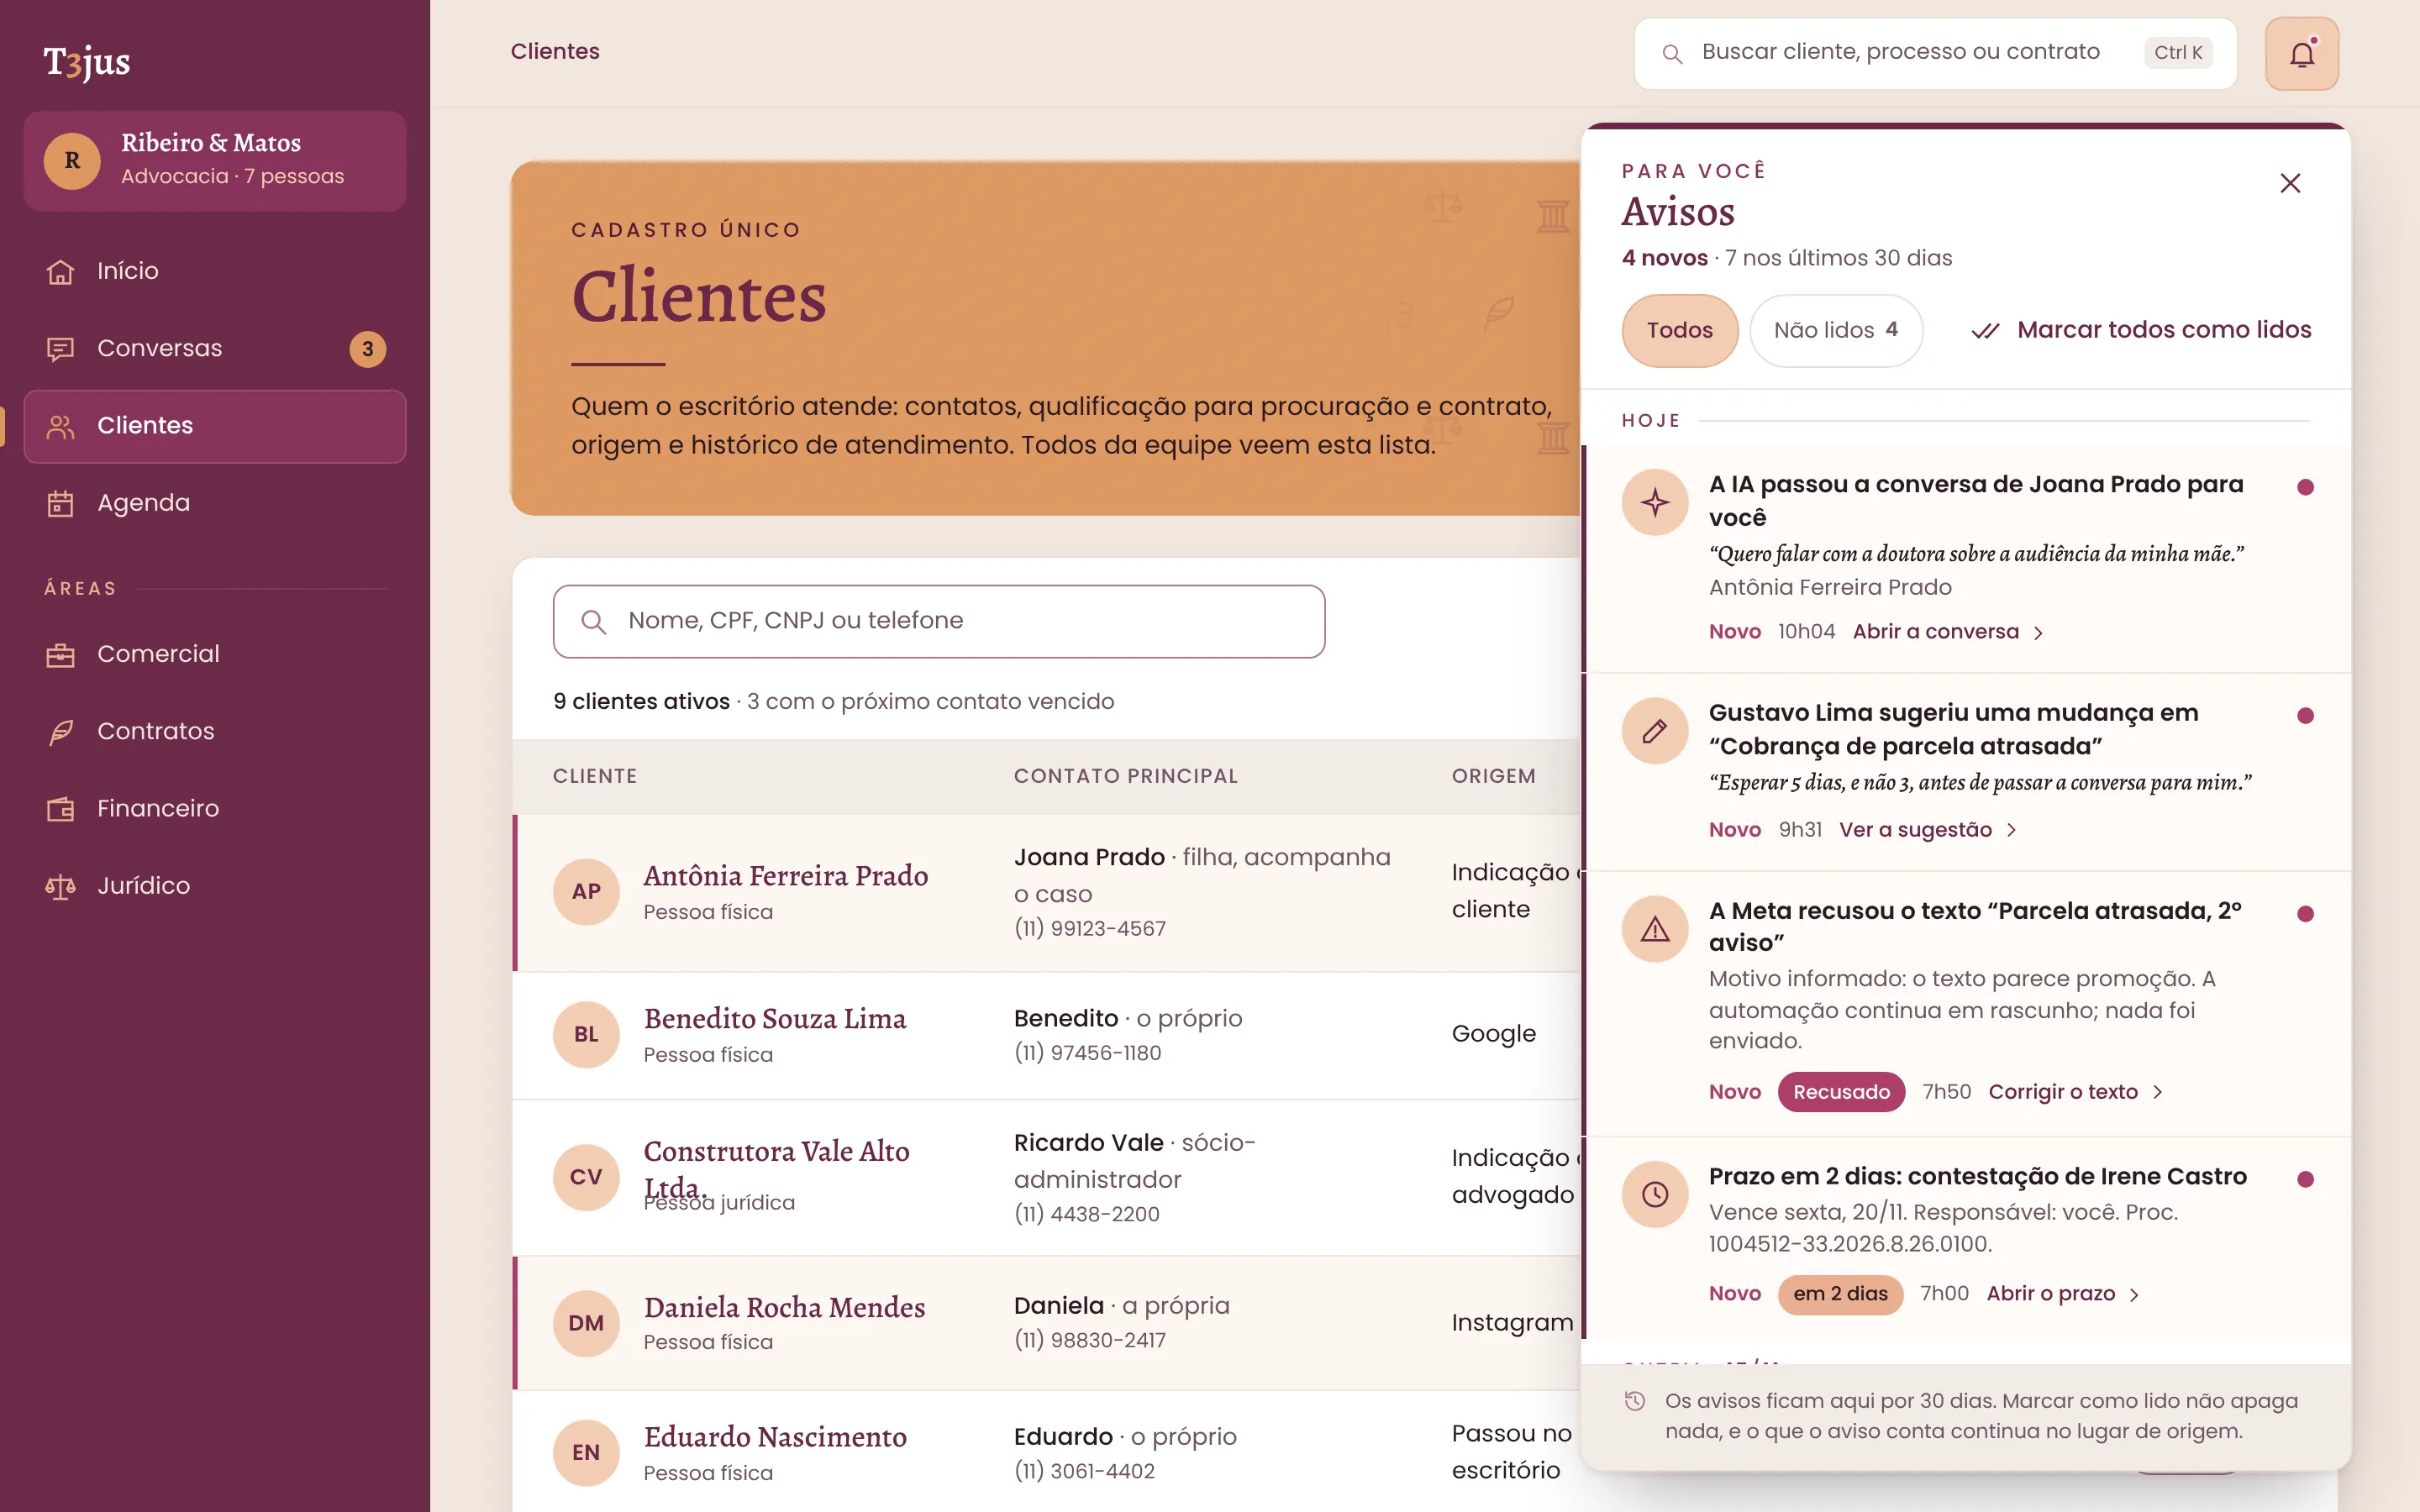 T3jus
R
Ribeiro & Matos
Advocacia · 7 pessoas
Início
Conversas
3
Clientes
Agenda
ÁREAS
Comercial
Contratos
Financeiro
Jurídico
Clientes
Buscar cliente, processo ou contrato
Ctrl K
CADASTRO ÚNICO
Clientes
Quem o escritório atende: contatos, qualificação para procuração e contrato,
origem e histórico de atendimento. Todos da equipe veem esta lista.
Nome, CPF, CNPJ ou telefone
9 clientes ativos · 3 com o próximo contato vencido
CLIENTE
CONTATO PRINCIPAL
ORIGEM
AP
Antônia Ferreira Prado
Pessoa física
Joana Prado · filha, acompanha
o caso
(11) 99123-4567
Indicação
cliente
BL
Benedito Souza Lima
Pessoa física
Benedito · o próprio
(11) 97456-1180
Google
CV
Construtora Vale Alto
Ltda.
Pessoa jurídica
Ricardo Vale · sócio-
administrador
(11) 4438-2200
Indicação
advogado
DM
Daniela Rocha Mendes
Pessoa física
Daniela · a própria
(11) 98830-2417
Instagram
EN
Eduardo Nascimento
Pessoa física
Eduardo · o próprio
(11) 3061-4402
Passou no
escritório
PARA VOCÊ
Avisos
4 novos · 7 nos últimos 30 dias
Todos
Não lidos 4
Marcar todos como lidos
HOJE
A IA passou a conversa de Joana Prado para
você
“Quero falar com a doutora sobre a audiência da minha mãe.”
Antônia Ferreira Prado
Novo 10h04 Abrir a conversa
Gustavo Lima sugeriu uma mudança em
“Cobrança de parcela atrasada”
“Esperar 5 dias, e não 3, antes de passar a conversa para mim.”
Novo 9h31 Ver a sugestão
A Meta recusou o texto “Parcela atrasada, 2º
aviso”
Motivo informado: o texto parece promoção. A
automação continua em rascunho; nada foi
enviado.
Novo Recusado 7h50 Corrigir o texto
Prazo em 2 dias: contestação de Irene Castro
Vence sexta, 20/11. Responsável: você. Proc.
1004512-33.2026.8.26.0100.
Novo em 2 dias 7h00 Abrir o prazo
Os avisos ficam aqui por 30 dias. Marcar como lido não apaga
nada, e o que o aviso conta continua no lugar de origem.